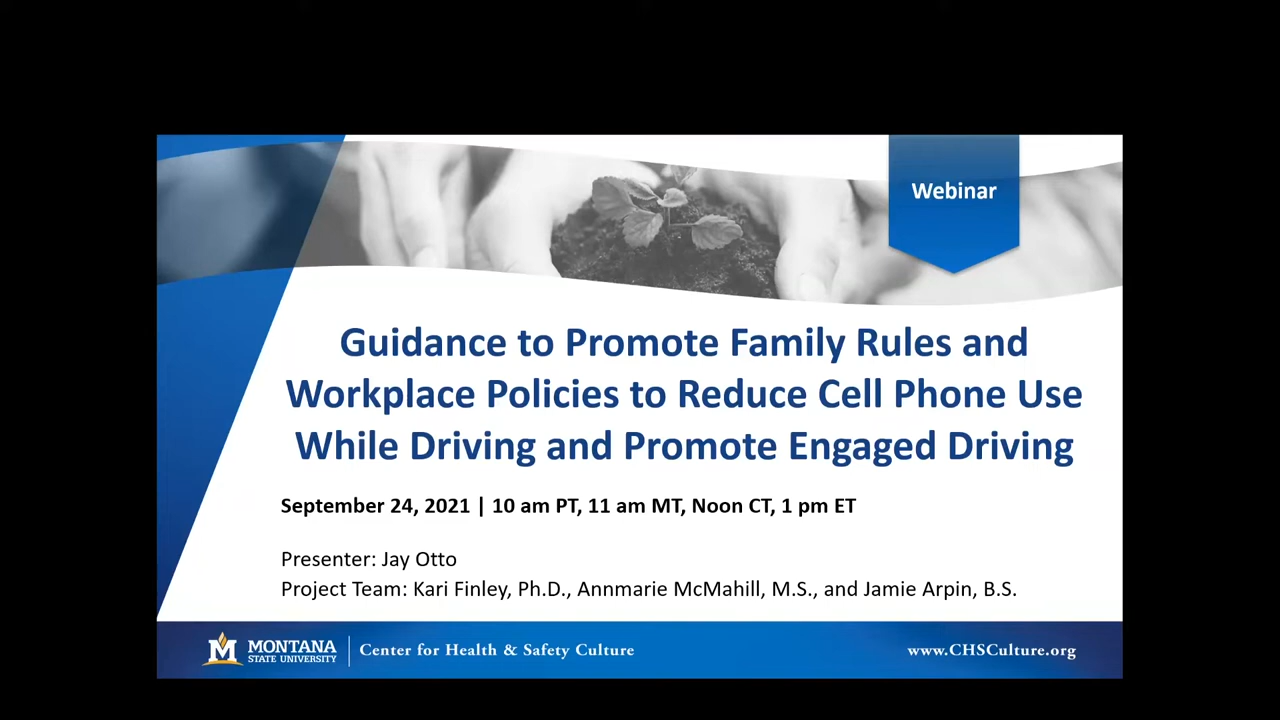 Webinar
Guidance to Promote Family Rules and
Workplace Policies to Reduce Cell Phone Use
While Driving and Promote Engaged Driving
September 24, 2021 | 10 am PT, 11 am MT, Noon CT, 1 pm ET
Presenter: Jay Otto
Project Team: Kari Finley, Ph.D., Annmarie McMahill, M.S., and Jamie Arpin, B.S.
M MONTANA
STATE UNIVERSITY
Center for Health & Safety Culture
www.CHSCulture.org